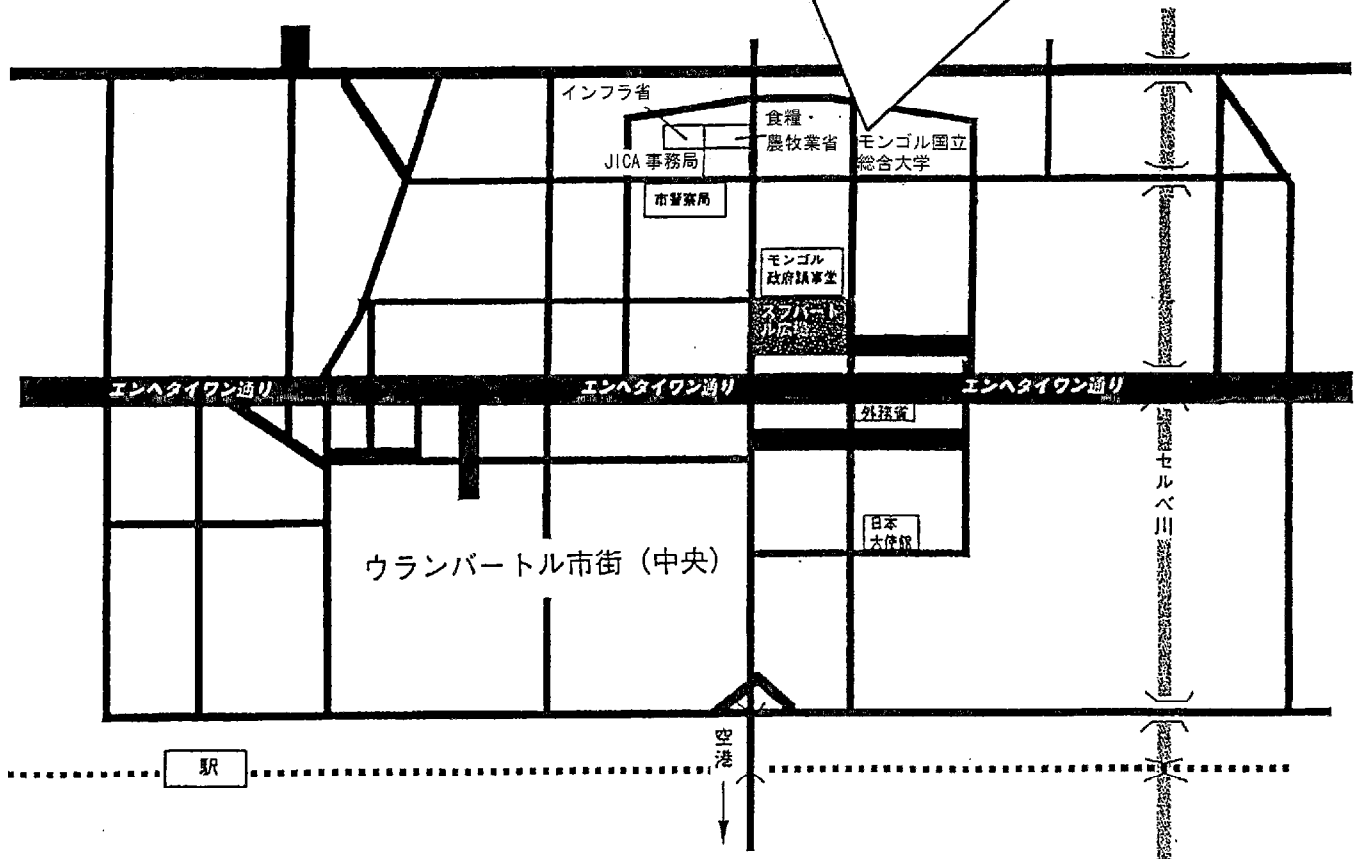 インフラ省
食糧・
農牧業省
モンゴル国立
総合大学
JICA 事務局
市警察局
モンゴル
政府議事堂
スフバート
ル広場
エンヘタイワン通り
エンヘタイワン通り
エンヘタイワン通り
外務省
セルベ川
日本
大使館
ウランバートル市街（中央）
空港
駅